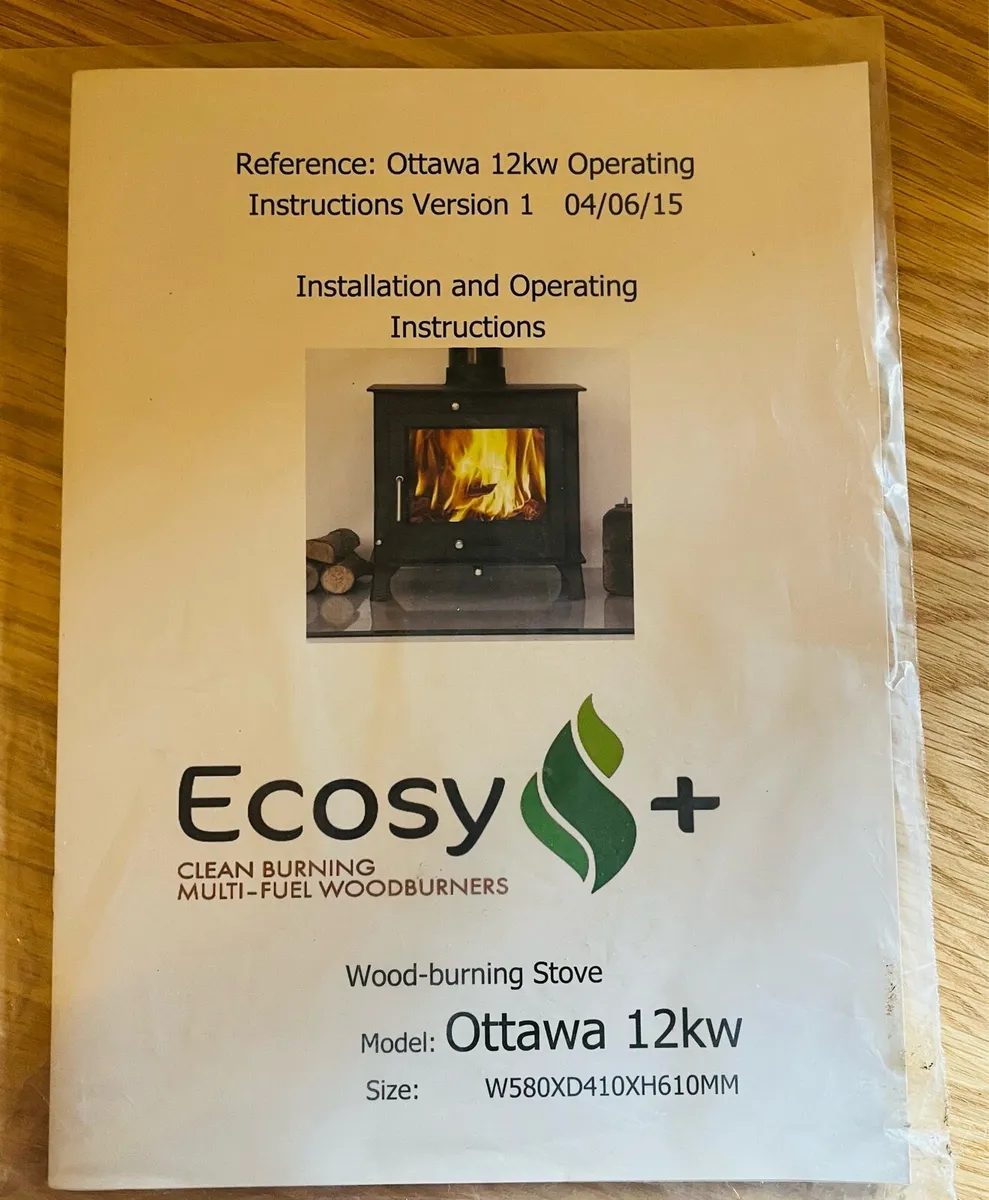 Reference: Ottawa 12kw Operating
Instructions Version 1 04/06/15
Installation and Operating
Instructions
Ecosy +
CLEAN BURNING
MULTI-FUEL WOODBURNERS
Wood-burning Stove
Model: Ottawa 12kw
Size: W580XD410XH610MM